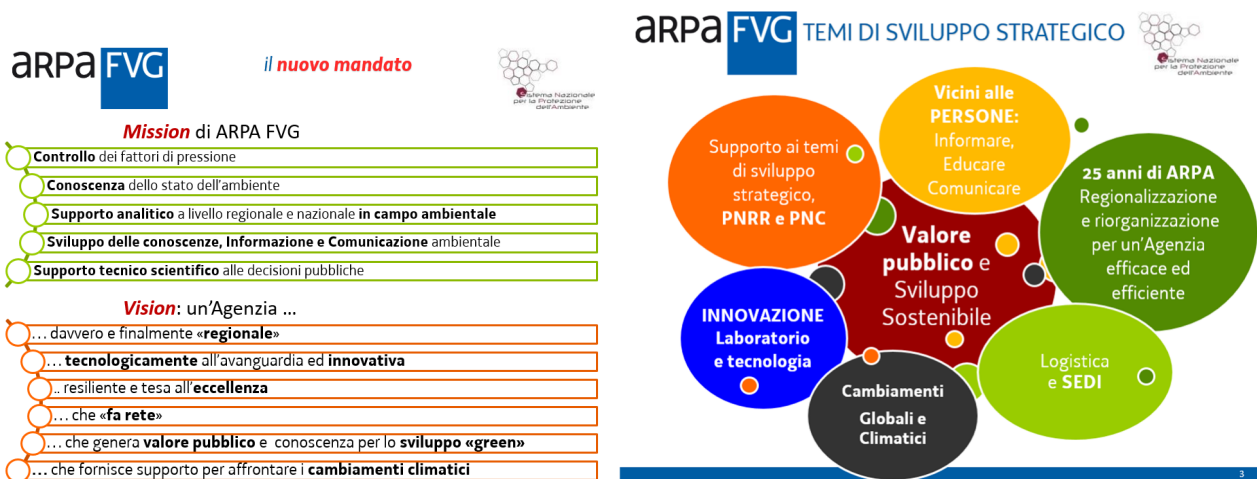 aRPa FVG
il nuovo mandato
Sistema Nazionale
per la Protezione
dell'Ambiente
Mission di ARPA FVG
Controllo dei fattori di pressione
Conoscenza dello stato dell'ambiente
Supporto analitico a livello regionale e nazionale in campo ambientale
Sviluppo delle conoscenze, Informazione e Comunicazione ambientale
Supporto tecnico scientifico alle decisioni pubbliche
Vision: un'Agenzia ...
... davvero e finalmente «regionale»
... tecnologicamente all'avanguardia ed innovativa
.. resiliente e tesa all'eccellenza
... che «fa rete»
... che genera valore pubblico e conoscenza per lo sviluppo «green»
... che fornisce supporto per affrontare i cambiamenti climatici
aRPa FVG TEMI DI SVILUPPO STRATEGICO
Sistema Nazionale
per la Protezione
dell'Ambiente
Vicini alle
PERSONE:
Informare,
Educare
Comunicare
Supporto ai temi
di sviluppo
strategico,
PNRR e PNC
25 anni di ARPA
Regionalizzazione
e riorganizzazione
per un'Agenzia
efficace ed
efficiente
Valore
pubblico e
Sviluppo
Sostenibile
INNOVAZIONE
Laboratorio
e tecnologia
Logistica
e SEDI
Cambiamenti
Globali e
Climatici
3